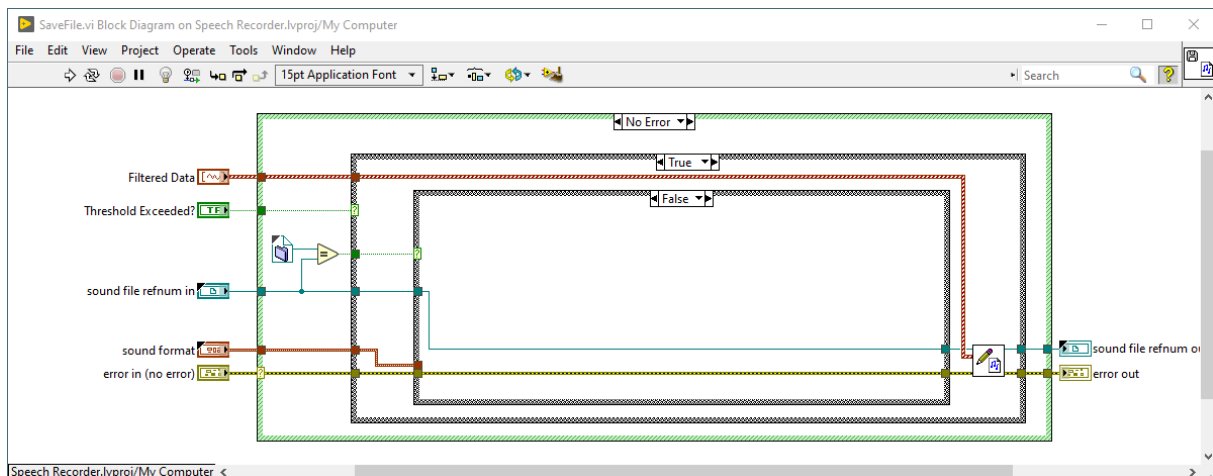 SaveFile.vi Block Diagram on Speech Recorder.lvproj/My Computer
File Edit View Project Operate Tools Window Help
15pt Application Font
Search
No Error
True
Filtered Data
False
Threshold Exceeded?
TF
=
sound file refnum in
sound format
sound file refnum ou
error in (no error)
error out
Speech Recorder.lvproj/My Computer